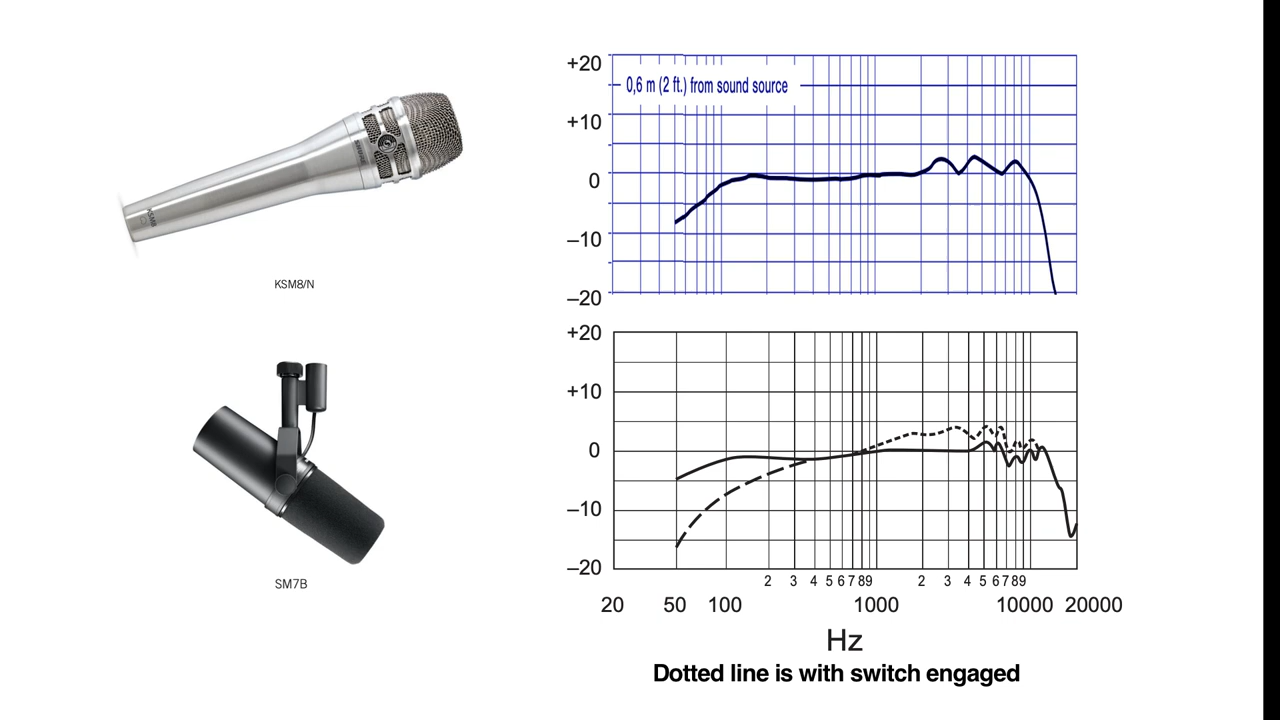 +20
0,6 m (2 ft.) from sound source
+10
0
–10
–20
KSM8/N
+20
+10
0
–10
–20
SM7B
2 3 4 5 6 7 8 9 2 3 4 5 6 7 8 9
20 50 100 1000 10000 20000
Hz
Dotted line is with switch engaged